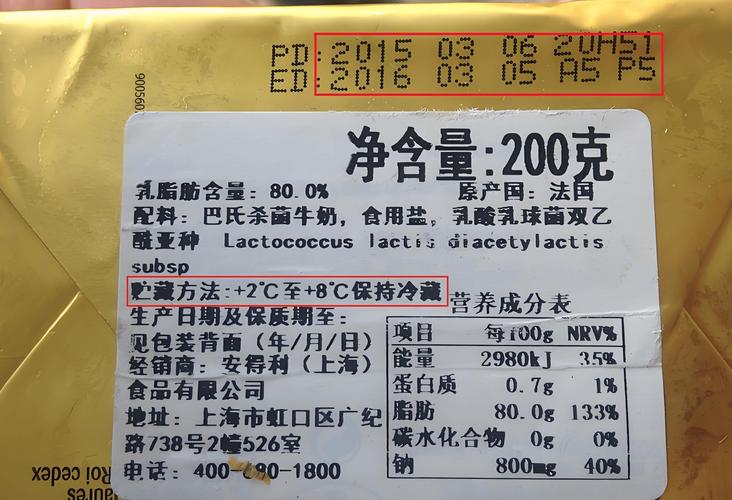 PD:2015 03 06 20H51
ED:2016 03 05 A5 P5
900560
净含量:200克
乳脂肪含量: 80.0% 原产国: 法国
配料: 巴氏杀菌牛奶, 食用盐, 乳酸乳球菌双乙
酰亚种 Lactococcus lactis diacetylactis
subsp
贮藏方法:+2℃至+8℃保持冷藏
生产日期及保质期至:
见包装背面(年/月/日)
经销商: 安得利(上海)
食品有限公司
地址: 上海市虹口区广纪
路738号2幢526室
电话: 400-680-1800
营养成分表
项目 每100g NRV%
能量 2980kJ 35%
蛋白质 0.7g 1%
脂肪 80.0g 133%
碳水化合物 0g 0%
钠 800mg 40%
Roi cedex